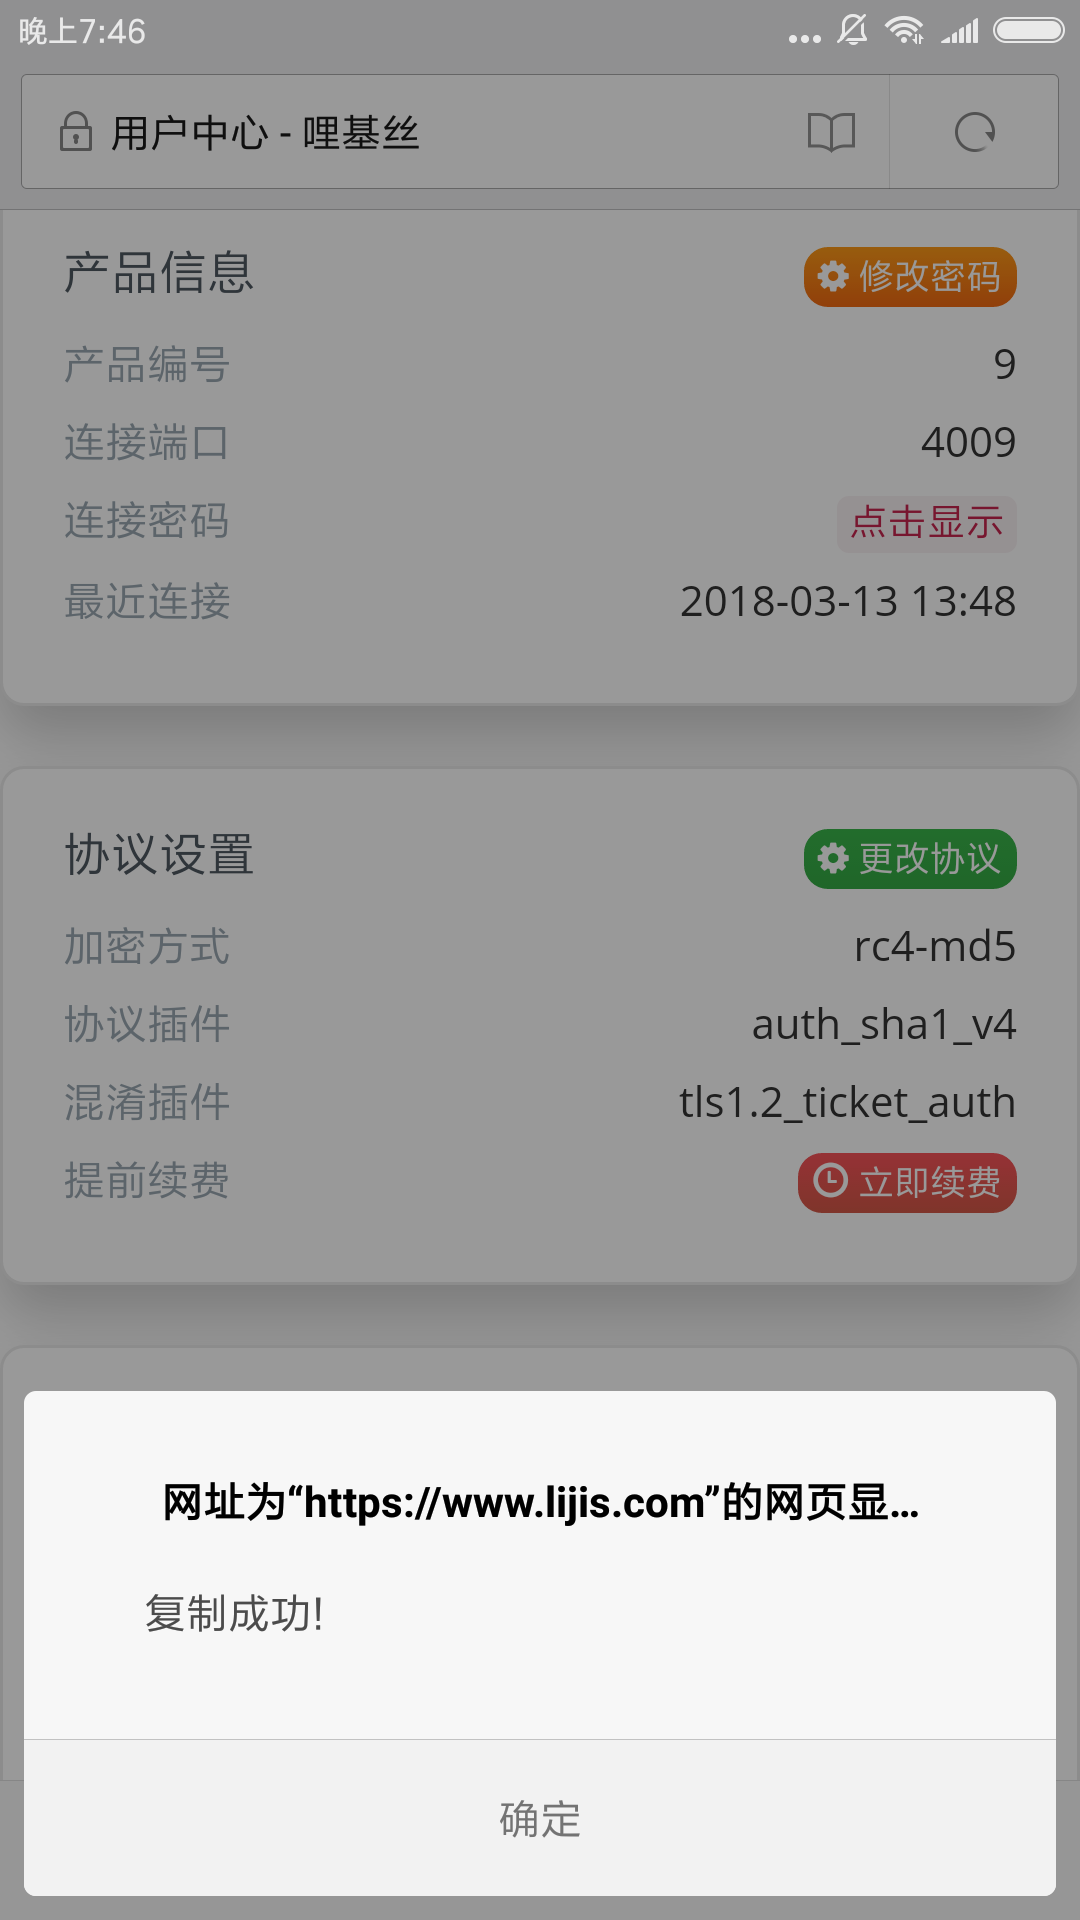 晚上7:46
用户中心 - 哩基丝
产品信息 修改密码
产品编号 9
连接端口 4009
连接密码 点击显示
最近连接 2018-03-13 13:48
协议设置 更改协议
加密方式 rc4-md5
协议插件 auth_sha1_v4
混淆插件 tls1.2_ticket_auth
提前续费 立即续费
网址为“https://www.lijis.com”的网页显...
复制成功!
确定